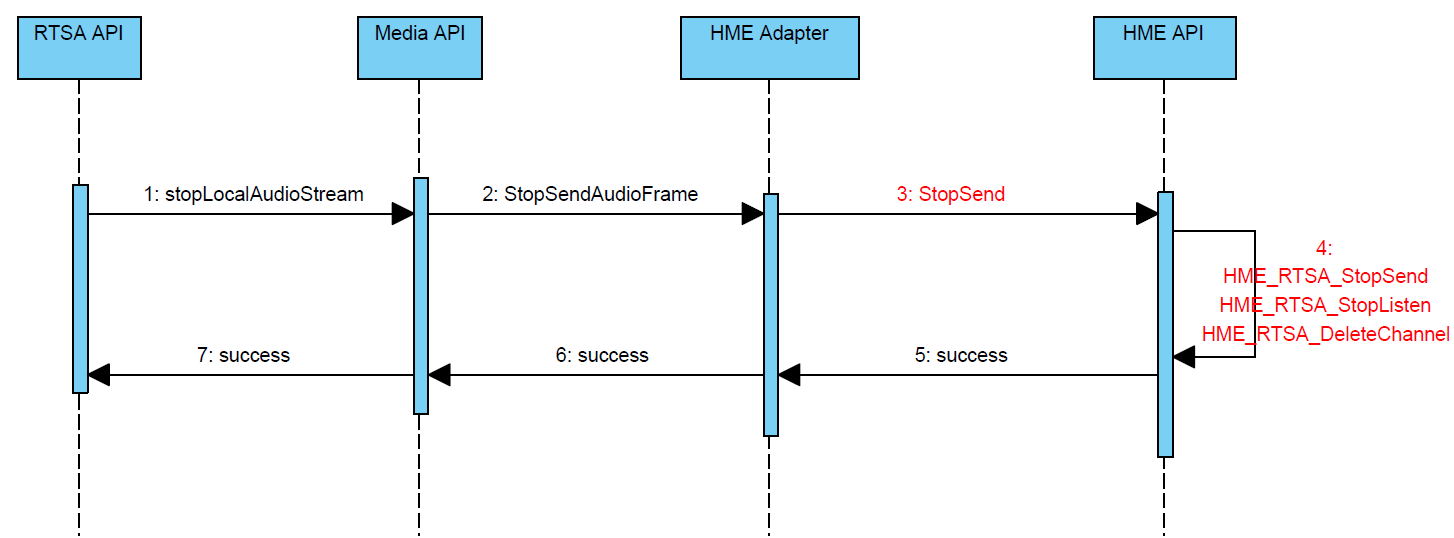 RTSA API
Media API
HME Adapter
HME API
1: stopLocalAudioStream
2: StopSendAudioFrame
3: StopSend
4:
HME_RTSA_StopSend
HME_RTSA_StopListen
HME_RTSA_DeleteChannel
7: success
6: success
5: success